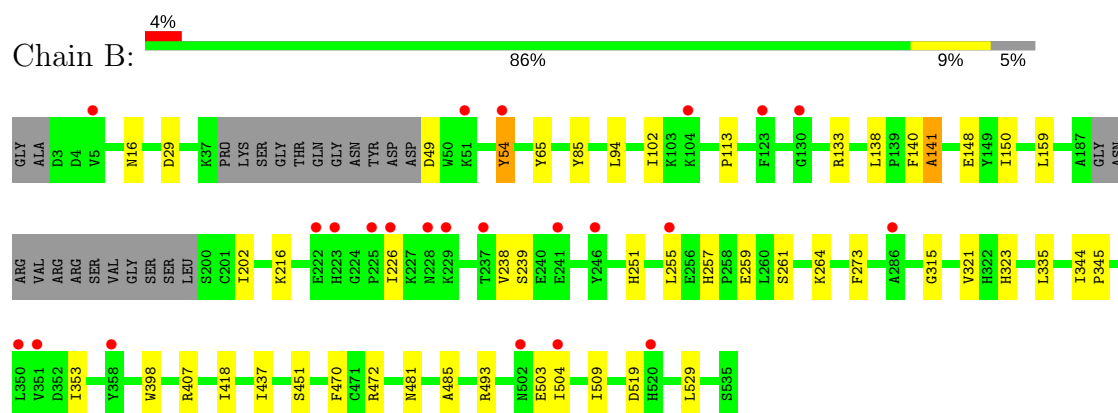 4%
Chain B:
86% 9% 5%
GLY ALA D3 D4 V5 N16 D29 K37 PRO LYS SER GLY THR GLN GLY ASN TYR ASP ASP D49 W50 K51 Y54 Y65 Y85 L94 I102 K103 K104 P113 F123 G130 R133 L138 P139 F140 A141 E148 Y149 I150 L159 A187 GLY ASN
ARG VAL ARG ARG SER VAL GLY SER SER LEU S200 C201 I202 K216 E222 H223 G224 P225 I226 K227 N228 K229 T237 V238 S239 E240 E241 Y246 H251 L255 E256 H257 P258 E259 L260 S261 K264 F273 A286 G315 V321 H322 H323 L335 I344 P345
L350 V351 D352 I353 Y358 W398 R407 I418 I437 S451 F470 C471 R472 N481 A485 R493 N502 E503 I504 I509 D519 H520 L529 S535